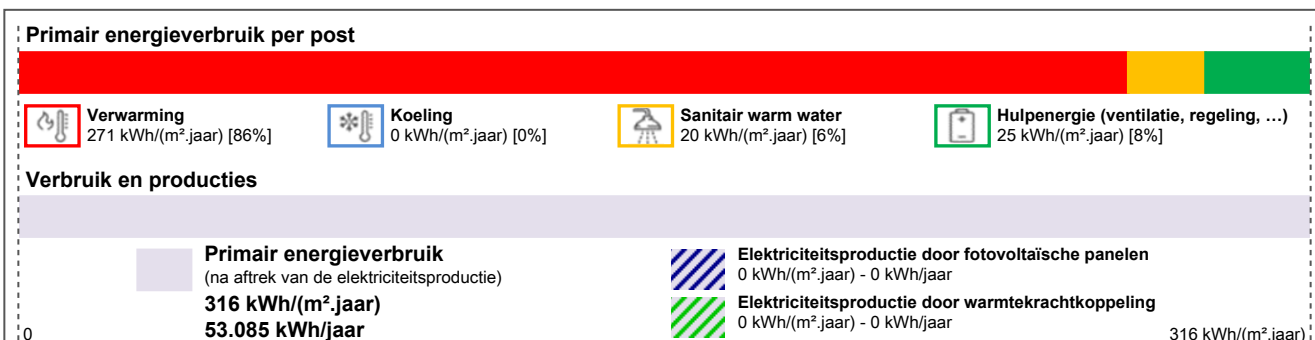 Primair energieverbruik per post
Verwarming
271 kWh/(m².jaar) [86%]
Koeling
0 kWh/(m².jaar) [0%]
Sanitair warm water
20 kWh/(m².jaar) [6%]
Hulpenergie (ventilatie, regeling, …)
25 kWh/(m².jaar) [8%]
Verbruik en producties
Primair energieverbruik
(na aftrek van de elektriciteitsproductie)
316 kWh/(m².jaar)
53.085 kWh/jaar
Elektriciteitsproductie door fotovoltaïsche panelen
0 kWh/(m².jaar) - 0 kWh/jaar
Elektriciteitsproductie door warmtekrachtkoppeling
0 kWh/(m².jaar) - 0 kWh/jaar
0
316 kWh/(m².jaar)